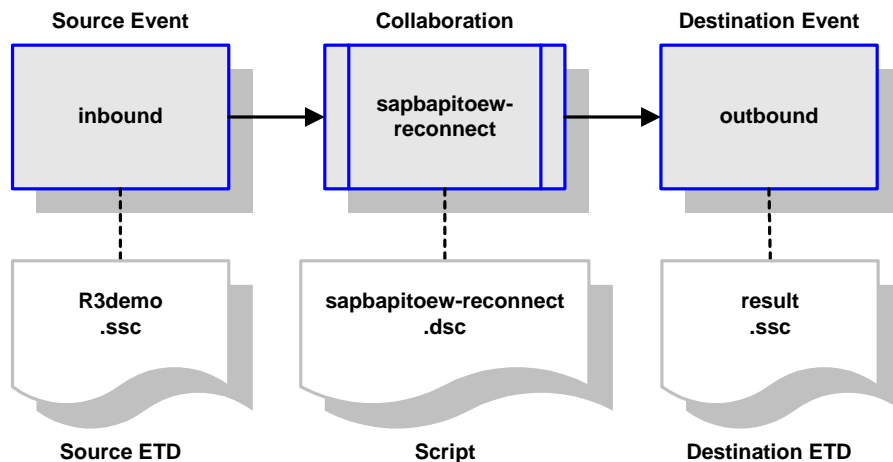 Source Event
Collaboration
Destination Event
inbound
sapbapitoew-
reconnect
outbound
R3demo
.ssc
sapbapitoew-reconnect
.dsc
result
.ssc
Source ETD
Script
Destination ETD